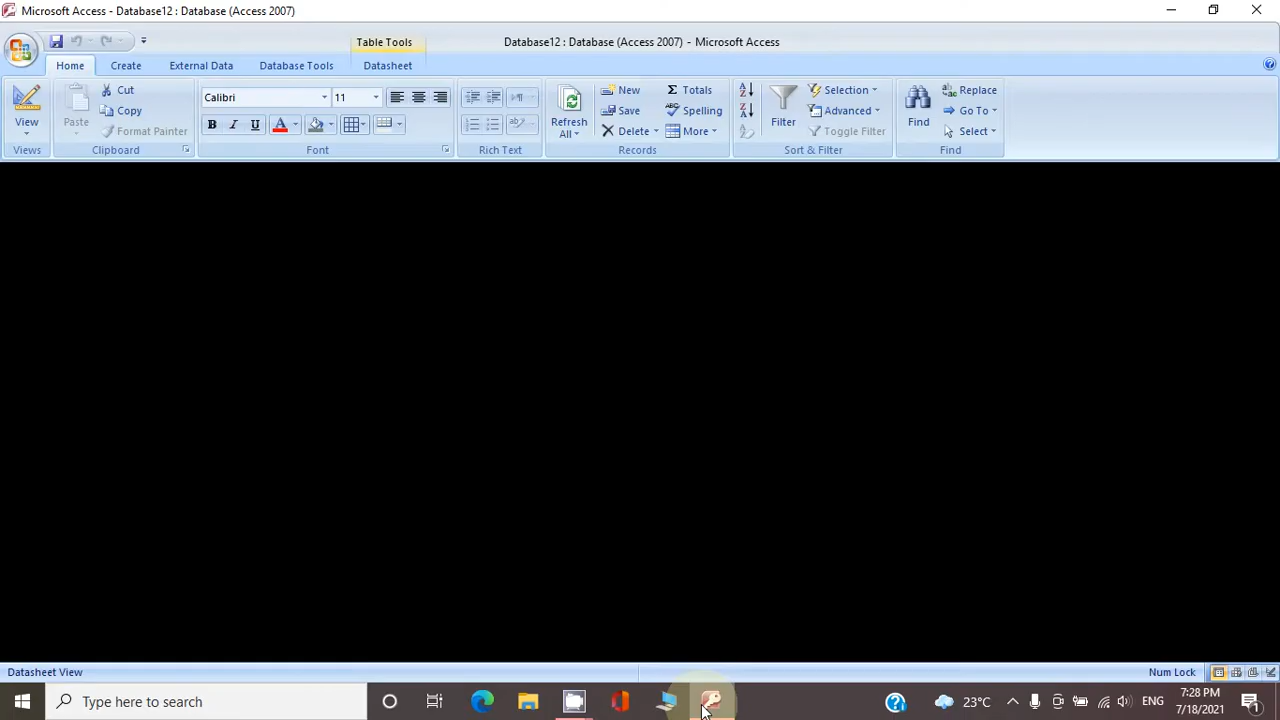 Microsoft Access - Database12 : Database (Access 2007)
Table Tools
Database12 : Database (Access 2007) - Microsoft Access
Home Create External Data Database Tools Datasheet
View
Views
Paste
Cut
Copy
Format Painter
Clipboard
Calibri 11
B I U A
Font
Rich Text
Refresh All
New
Save
Delete
Totals
Spelling
More
Records
Filter
Selection
Advanced
Toggle Filter
Sort & Filter
Find
Replace
Go To
Select
Find
Datasheet View
Num Lock
Type here to search
23°C
ENG
7:28 PM
7/18/2021
1